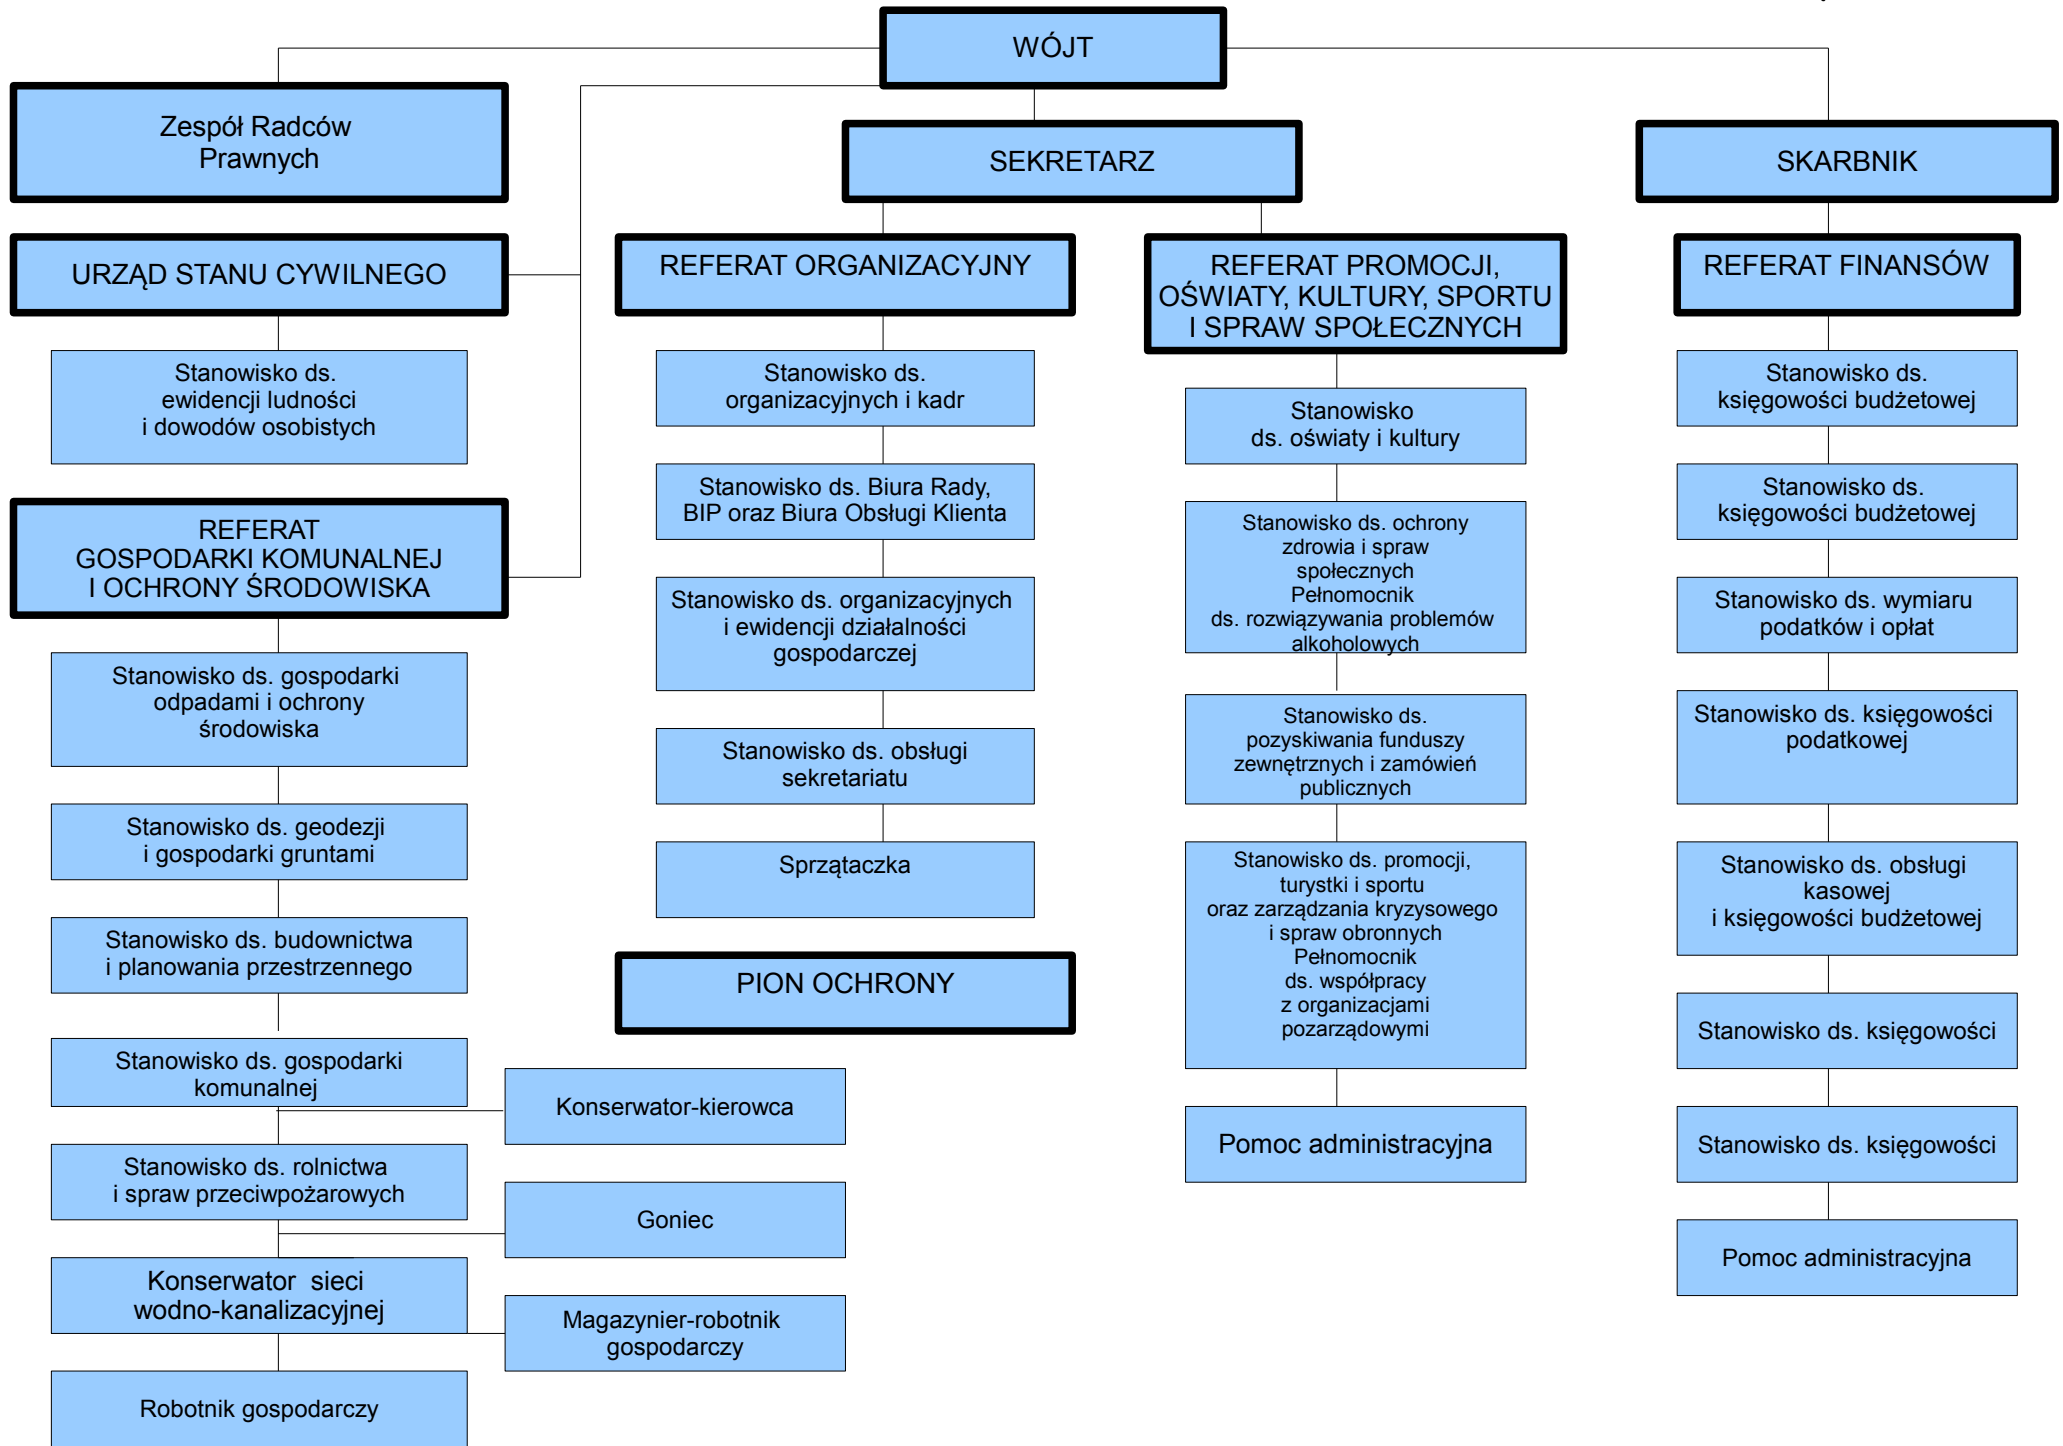 WÓJT
Zespół Radców
Prawnych
SEKRETARZ
SKARBNIK
URZĄD STANU CYWILNEGO
Stanowisko ds.
ewidencji ludności
i dowodów osobistych
REFERAT
GOSPODARKI KOMUNALNEJ
I OCHRONY ŚRODOWISKA
Stanowisko ds. gospodarki
odpadami i ochrony
środowiska
Stanowisko ds. geodezji
i gospodarki gruntami
Stanowisko ds. budownictwa
i planowania przestrzennego
Stanowisko ds. gospodarki
komunalnej
Stanowisko ds. rolnictwa
i spraw przeciwpożarowych
Konserwator  sieci
wodno-kanalizacyjnej
Robotnik gospodarczy
Konserwator-kierowca
Goniec
Magazynier-robotnik
gospodarczy
REFERAT ORGANIZACYJNY
Stanowisko ds.
organizacyjnych i kadr
Stanowisko ds. Biura Rady,
BIP oraz Biura Obsługi Klienta
Stanowisko ds. organizacyjnych
i ewidencji działalności
gospodarczej
Stanowisko ds. obsługi
sekretariatu
Sprzątaczka
PION OCHRONY
REFERAT PROMOCJI,
OŚWIATY, KULTURY, SPORTU
I SPRAW SPOŁECZNYCH
Stanowisko
ds. oświaty i kultury
Stanowisko ds. ochrony
zdrowia i spraw
społecznych
Pełnomocnik
ds. rozwiązywania problemów
alkoholowych
Stanowisko ds.
pozyskiwania funduszy
zewnętrznych i zamówień
publicznych
Stanowisko ds. promocji,
turystki i sportu
oraz zarządzania kryzysowego
i spraw obronnych
Pełnomocnik
ds. współpracy
z organizacjami
pozarządowymi
Pomoc administracyjna
REFERAT FINANSÓW
Stanowisko ds.
księgowości budżetowej
Stanowisko ds.
księgowości budżetowej
Stanowisko ds. wymiaru
podatków i opłat
Stanowisko ds. księgowości
podatkowej
Stanowisko ds. obsługi
kasowej
i księgowości budżetowej
Stanowisko ds. księgowości
Stanowisko ds. księgowości
Pomoc administracyjna